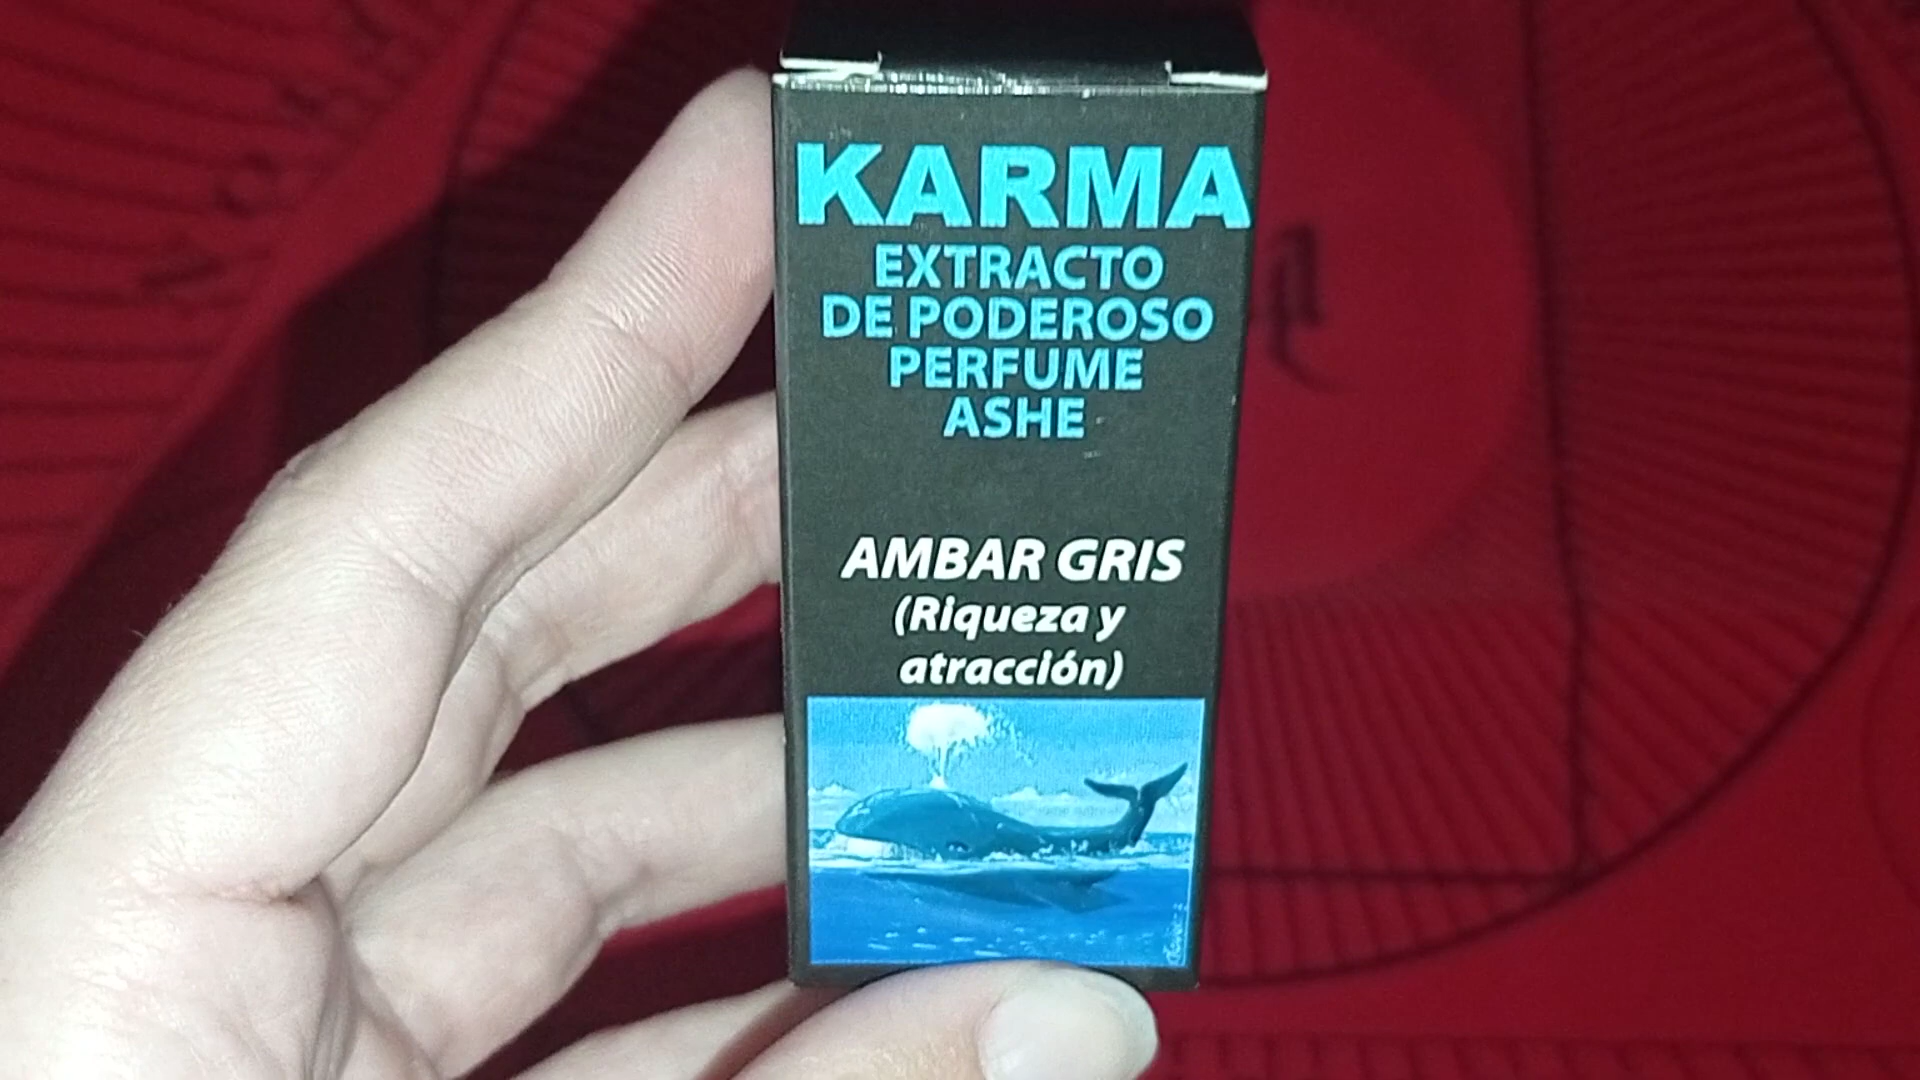 KARMA
EXTRACTO
DE PODEROSO
PERFUME
ASHE
AMBAR GRIS
(Riqueza y
atracción)